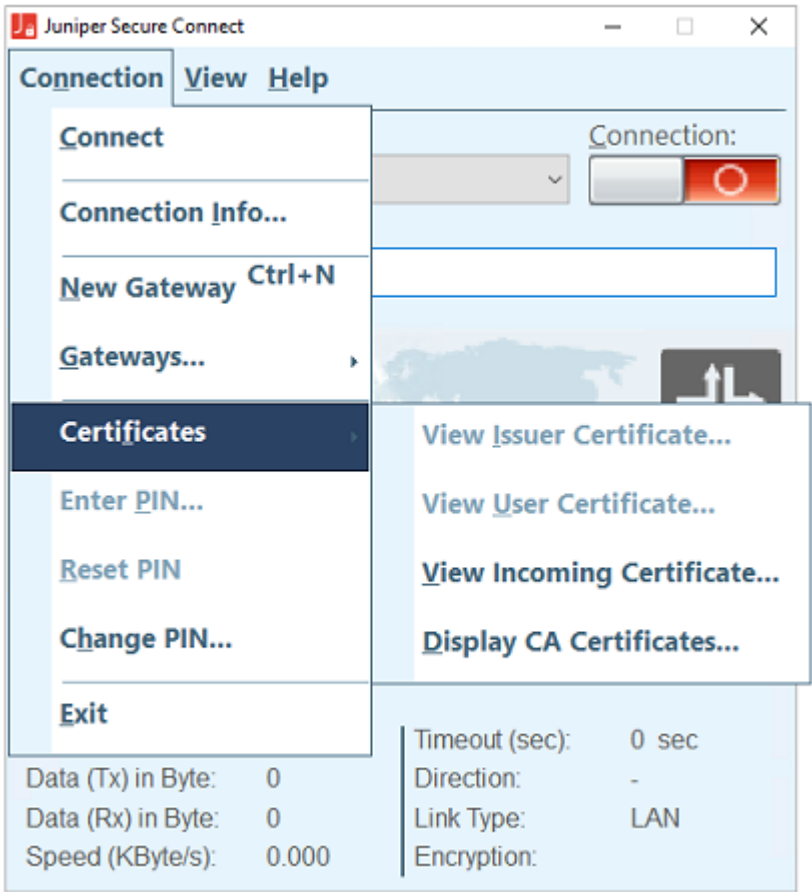 Juniper Secure Connect
Connection View Help
Connect
Connection:
Connection Info...
New Gateway Ctrl+N
Gateways...
Certificates
View Issuer Certificate...
View User Certificate...
View Incoming Certificate...
Display CA Certificates...
Enter PIN...
Reset PIN
Change PIN...
Exit
Timeout (sec): 0 sec
Data (Tx) in Byte: 0
Direction: -
Data (Rx) in Byte: 0
Link Type: LAN
Speed (KByte/s): 0.000
Encryption: